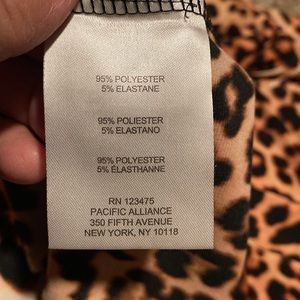 95% POLYESTER
5% ELASTANE
95% POLIESTER
5% ELASTANO
95% POLYESTER
5% ÉLASTHANNE
RN 123475
PACIFIC ALLIANCE
350 FIFTH AVENUE
NEW YORK, NY 10118